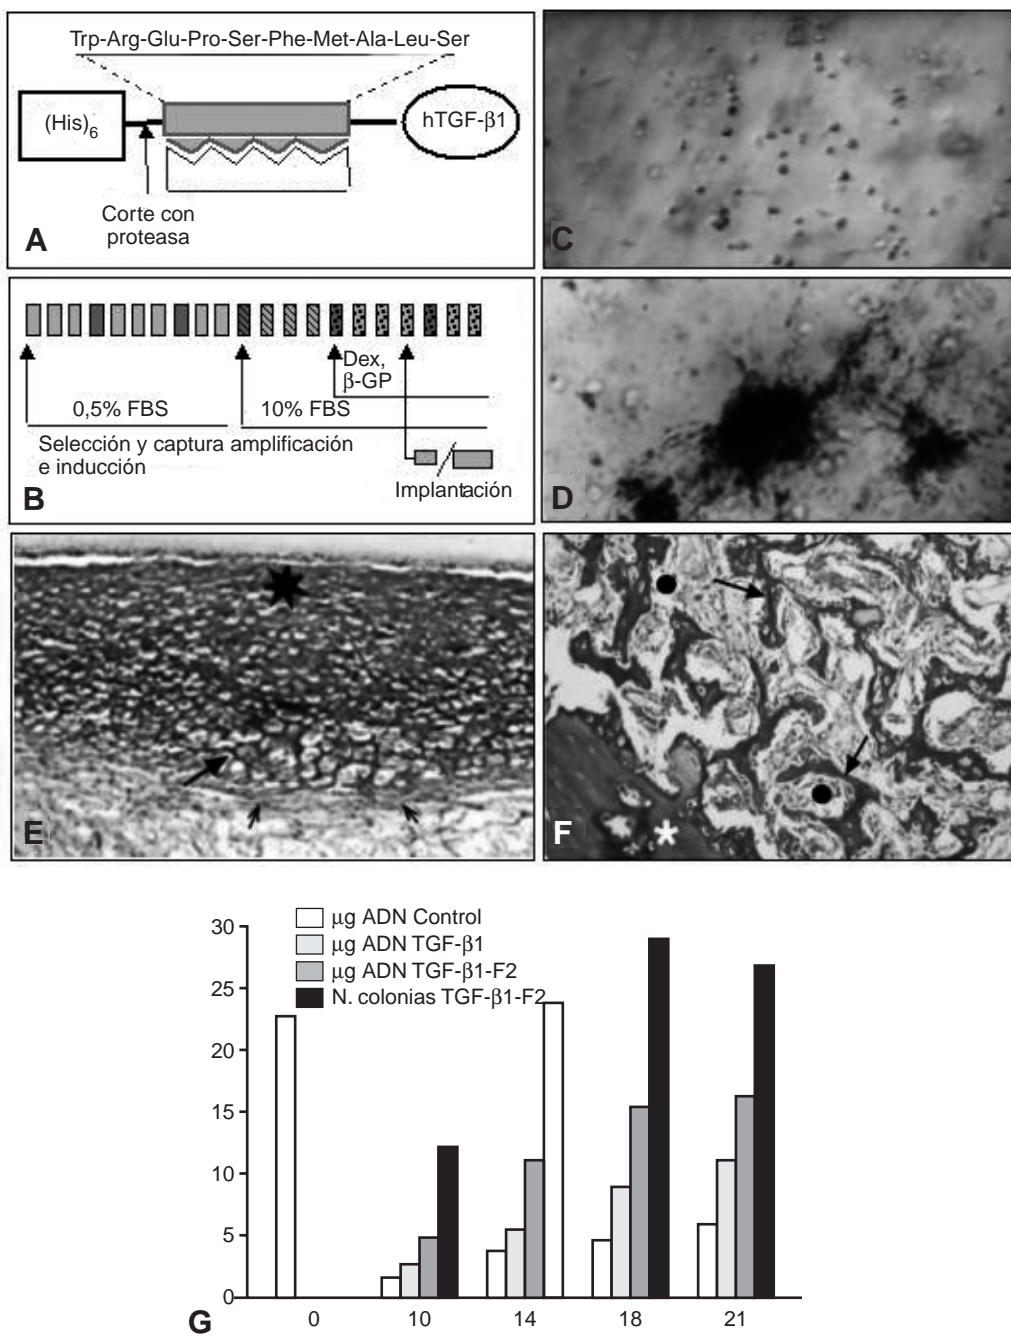 Trp-Arg-Glu-Pro-Ser-Phe-Met-Ala-Leu-Ser
(His)6
hTGF-β1
Corte con
proteasa
A
C
Dex,
β-GP
0,5% FBS
10% FBS
Selección y captura amplificación
e inducción
Implantación
B
D
E
F
µg ADN Control
µg ADN TGF-β1
µg ADN TGF-β1-F2
N. colonias TGF-β1-F2
30
25
20
15
10
5
0
0
10
14
18
21
G